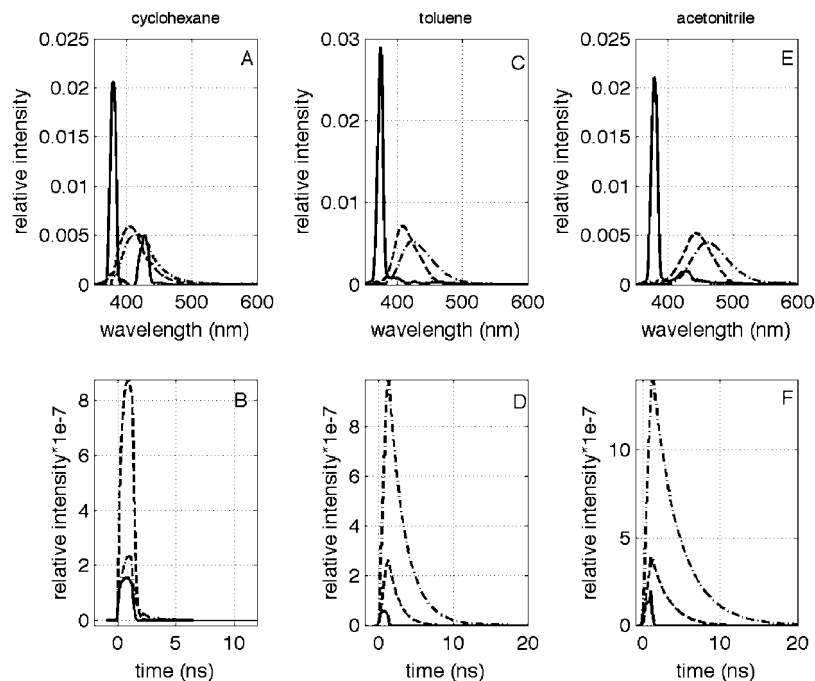 cyclohexane
toluene
acetonitrile
0.025
0.02
0.015
0.01
0.005
0
A
relative intensity
400
500
600
wavelength (nm)
0.03
0.02
0.01
0
C
relative intensity
400
500
600
wavelength (nm)
0.025
0.02
0.015
0.01
0.005
0
E
relative intensity
400
500
600
wavelength (nm)
8
6
4
2
0
B
relative intensity*1e-7
0
5
10
time (ns)
8
6
4
2
0
D
relative intensity*1e-7
0
10
20
time (ns)
10
5
0
F
relative intensity*1e-7
0
5
10
15
20
time (ns)